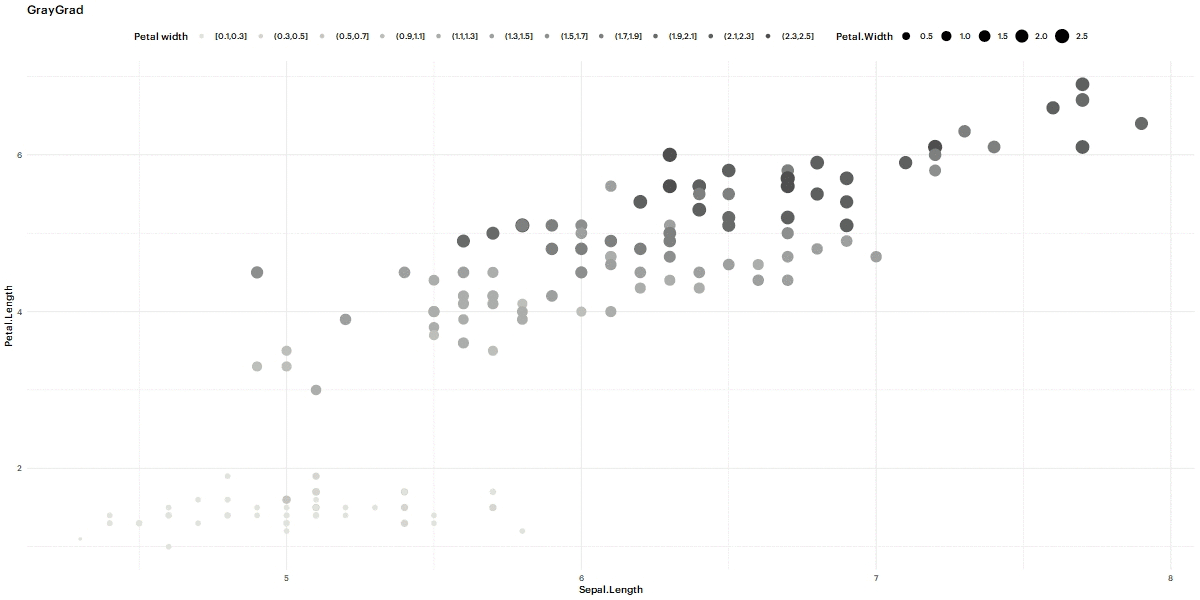 GrayGrad
Petal width [0.1,0.3] (0.3,0.5] (0.5,0.7] (0.9,1.1] (1.1,1.3] (1.3,1.5] (1.5,1.7] (1.7,1.9] (1.9,2.1] (2.1,2.3] (2.3,2.5] Petal.Width 0.5 1.0 1.5 2.0 2.5
6
4
2
Petal.Length
5 6 7 8
Sepal.Length